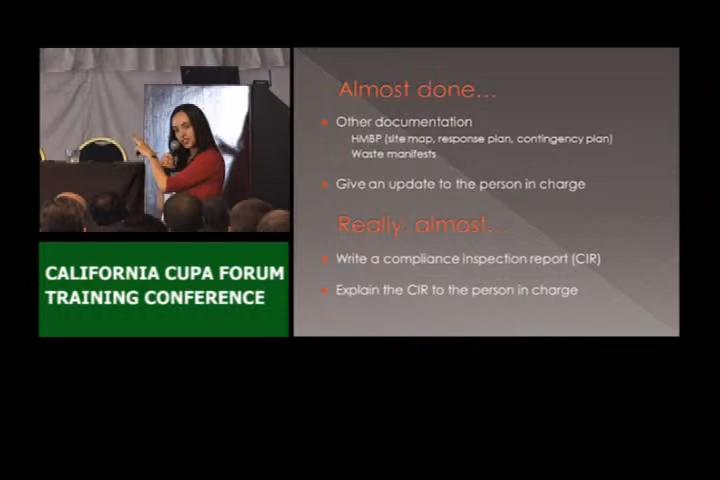 Almost done...
Other documentation
HMBP (site map, response plan, contingency plan)
Waste manifests
Give an update to the person in charge
Really, almost...
Write a compliance inspection report (CIR)
Explain the CIR to the person in charge
CALIFORNIA CUPA FORUM
TRAINING CONFERENCE